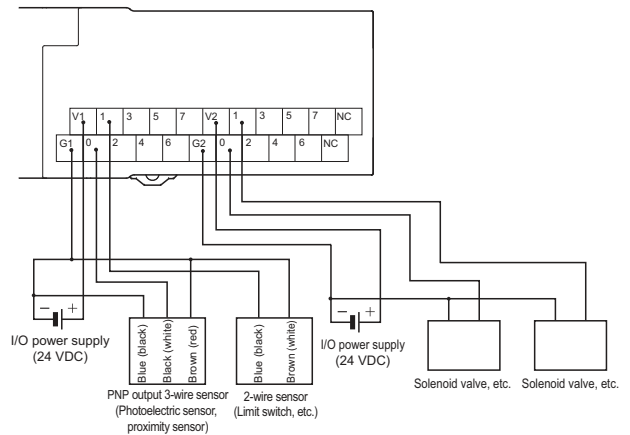 V1 1 3 5 7 V2 1 3 5 7 NC
G1 0 2 4 6 G2 0 2 4 6 NC
− +
I/O power supply
(24 VDC)
Blue (black)
Black (white)
Brown (red)
PNP output 3-wire sensor
(Photoelectric sensor,
proximity sensor)
Blue (black)
Brown (white)
2-wire sensor
(Limit switch, etc.)
− +
I/O power supply
(24 VDC)
Solenoid valve, etc.
Solenoid valve, etc.